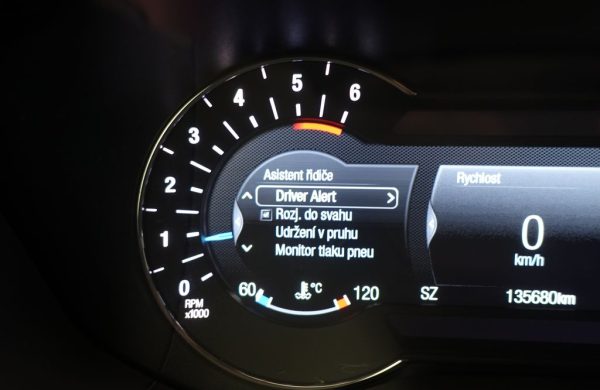 6
5
4
3
2
1
0
RPM
x1000
Asistent řidiče
Driver Alert
Rozj. do svahu
Udržení v pruhu
Monitor tlaku pneu
60 °C 120
Rychlost
0
km/h
SZ 135680km